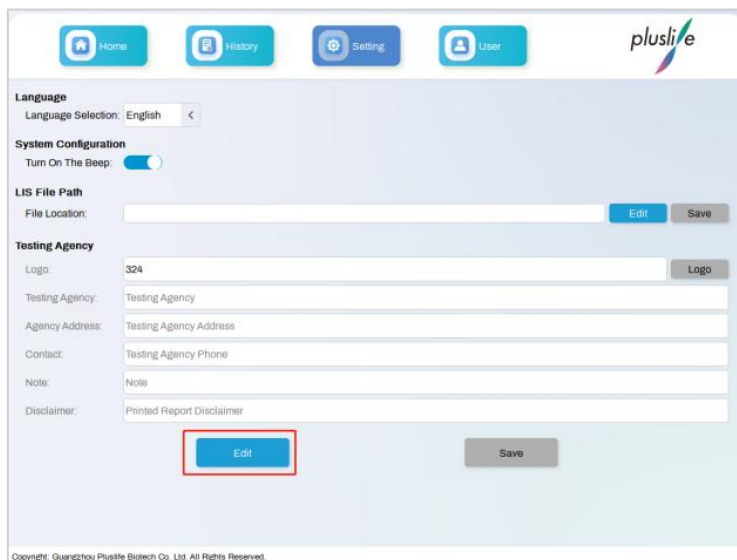 Home History Setting User pluslife
Language
Language Selection: English <
System Configuration
Turn On The Beep:
LIS File Path
File Location: Edit Save
Testing Agency
Logo: 324 Logo
Testing Agency: Testing Agency
Agency Address: Testing Agency Address
Contact: Testing Agency Phone
Note: Note
Disclaimer: Printed Report Disclaimer
Edit Save
Copyright: Guangzhou Pluslife Biotech Co. Ltd. All Rights Reserved.